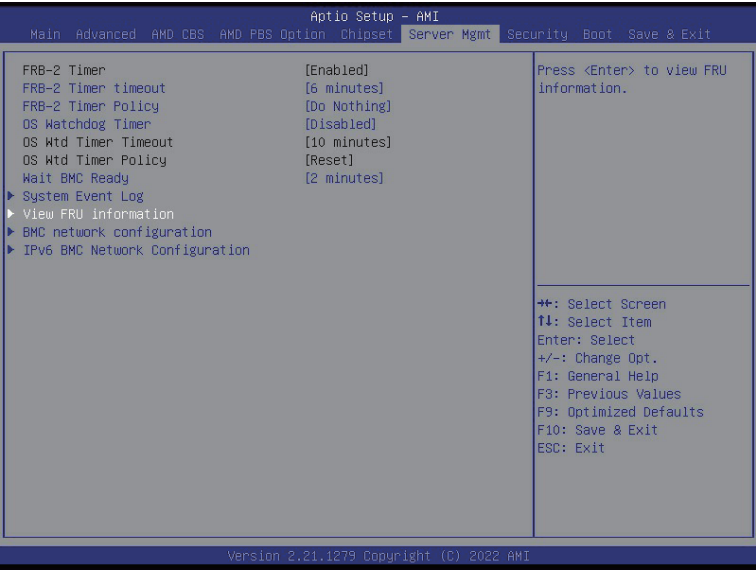 Aptio Setup – AMI
Main Advanced AMD CBS AMD PBS Option Chipset Server Mgmt Security Boot Save & Exit
FRB-2 Timer [Enabled]
FRB-2 Timer timeout [6 minutes]
FRB-2 Timer Policy [Do Nothing]
OS Watchdog Timer [Disabled]
OS Wtd Timer Timeout [10 minutes]
OS Wtd Timer Policy [Reset]
Wait BMC Ready [2 minutes]
System Event Log
View FRU information
BMC network configuration
IPv6 BMC Network Configuration
Press <Enter> to view FRU
information.
→←: Select Screen
↑↓: Select Item
Enter: Select
+/-: Change Opt.
F1: General Help
F3: Previous Values
F9: Optimized Defaults
F10: Save & Exit
ESC: Exit
Version 2.21.1279 Copyright (C) 2022 AMI